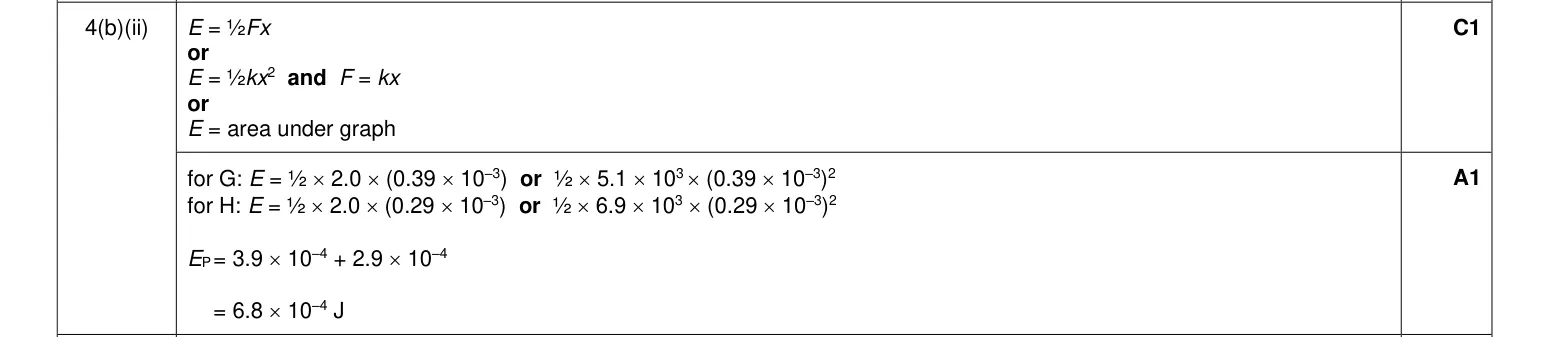 4(b)(ii) E = ½Fx C1
or
E = ½kx² and F = kx
or
E = area under graph
for G: E = ½ × 2.0 × (0.39 × 10⁻³) or ½ × 5.1 × 10³ × (0.39 × 10⁻³)² A1
for H: E = ½ × 2.0 × (0.29 × 10⁻³) or ½ × 6.9 × 10³ × (0.29 × 10⁻³)²
Eₚ = 3.9 × 10⁻⁴ + 2.9 × 10⁻⁴
= 6.8 × 10⁻⁴ J